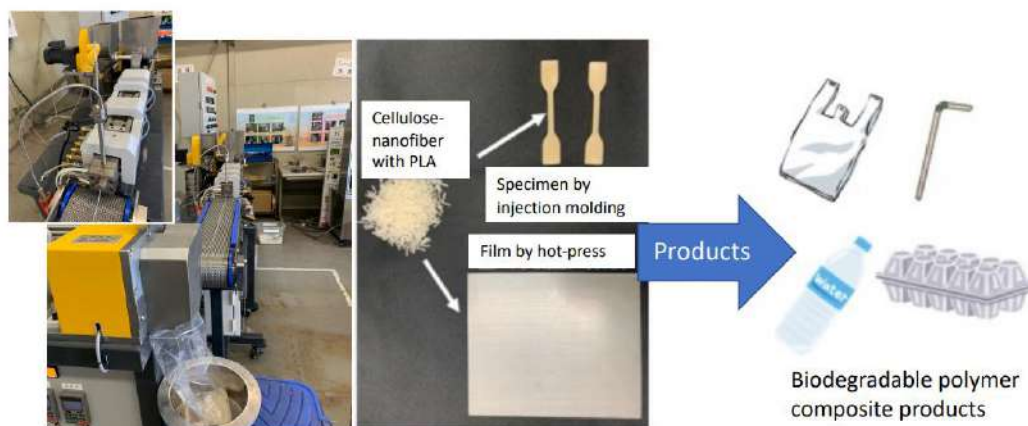 Cellulose-
nanofiber
with PLA
Specimen by
injection molding
Film by hot-press
Products
water
Biodegradable polymer
composite products